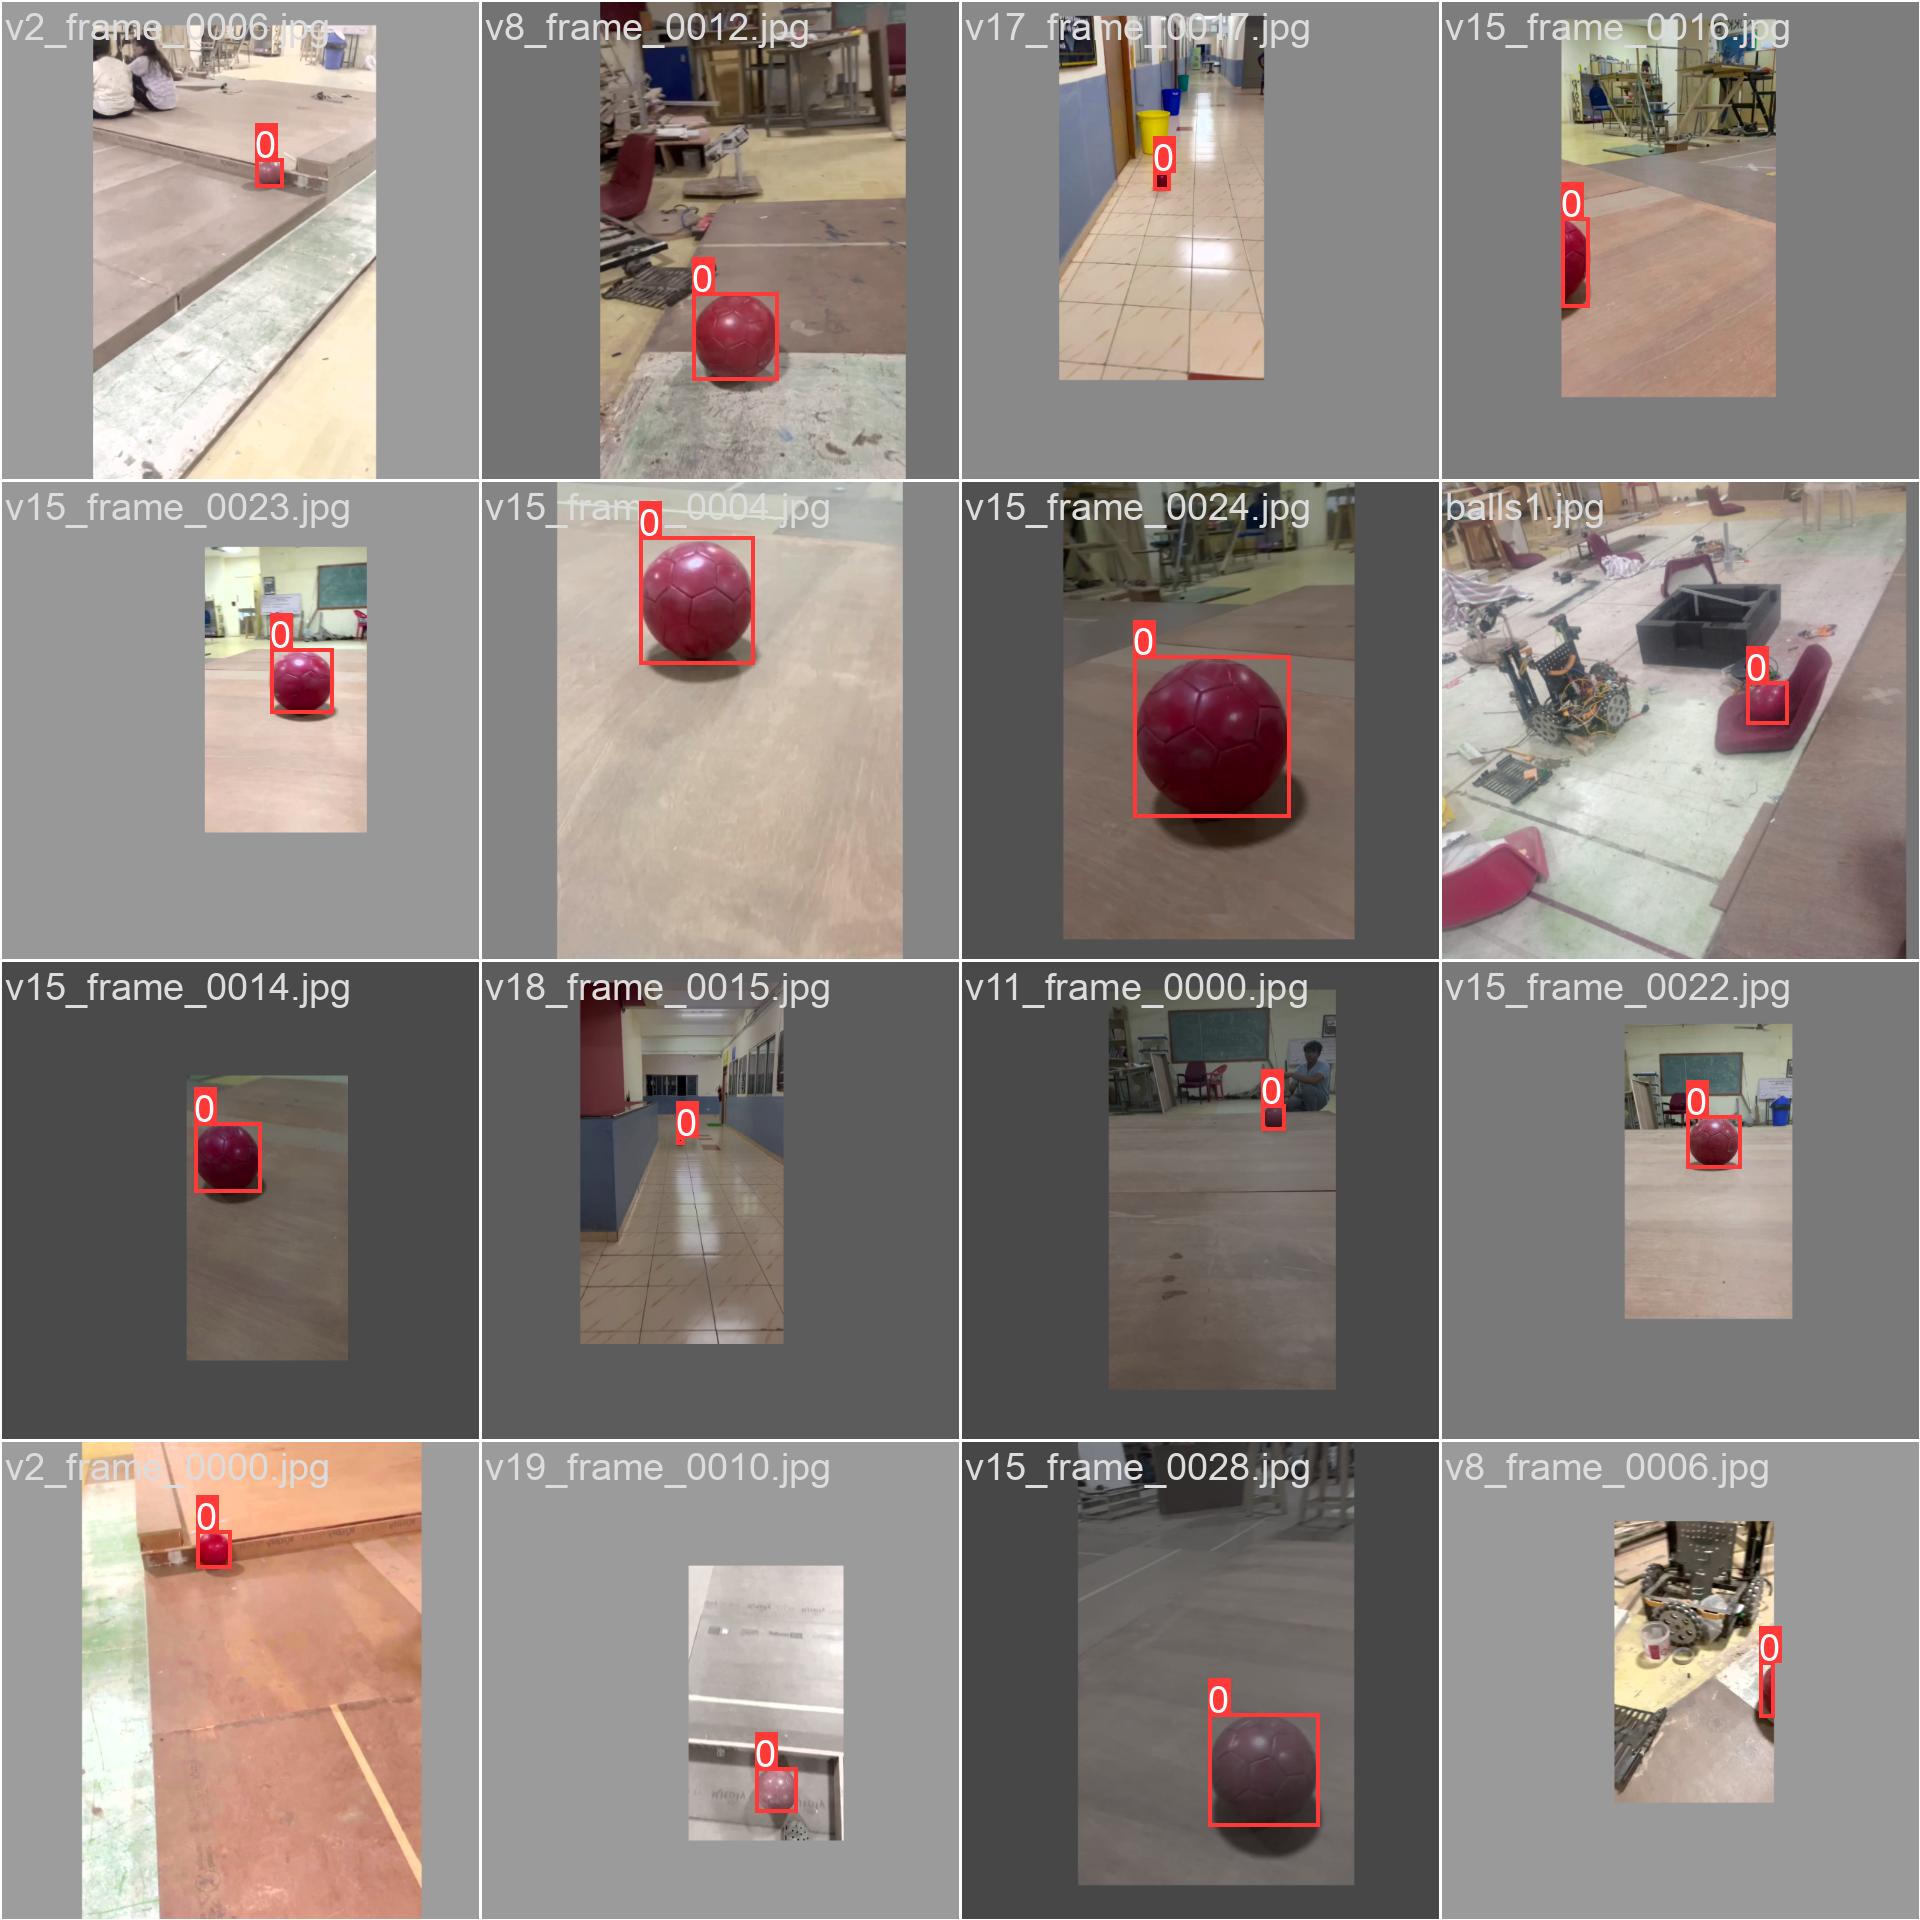 v2_frame_0006.jpg
v8_frame_0012.jpg
v17_frame_0017.jpg
v15_frame_0016.jpg
0
0
0
0
v15_frame_0023.jpg
v15_frame_0004.jpg
v15_frame_0024.jpg
balls1.jpg
0
0
0
0
v15_frame_0014.jpg
v18_frame_0015.jpg
v11_frame_0000.jpg
v15_frame_0022.jpg
0
0
0
0
v2_frame_0000.jpg
v19_frame_0010.jpg
v15_frame_0028.jpg
v8_frame_0006.jpg
0
0
0
0